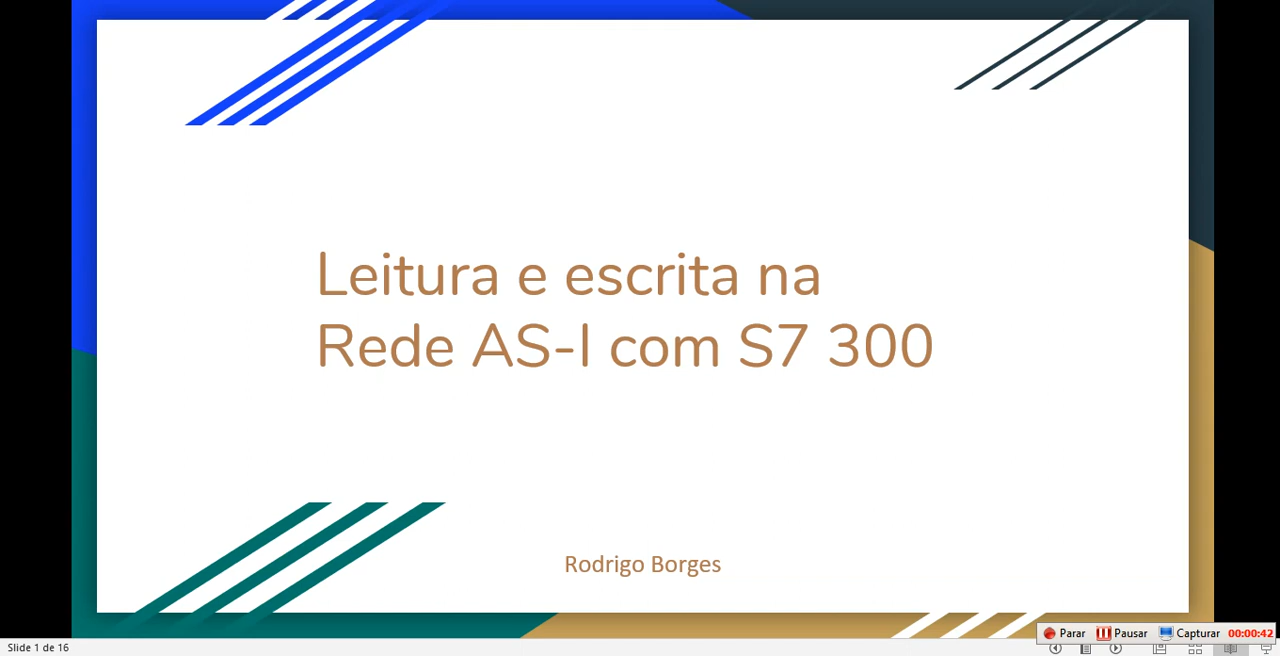 Leitura e escrita na
Rede AS-I com S7 300
Rodrigo Borges
Parar Pausar Capturar 00:00:42
Slide 1 de 16